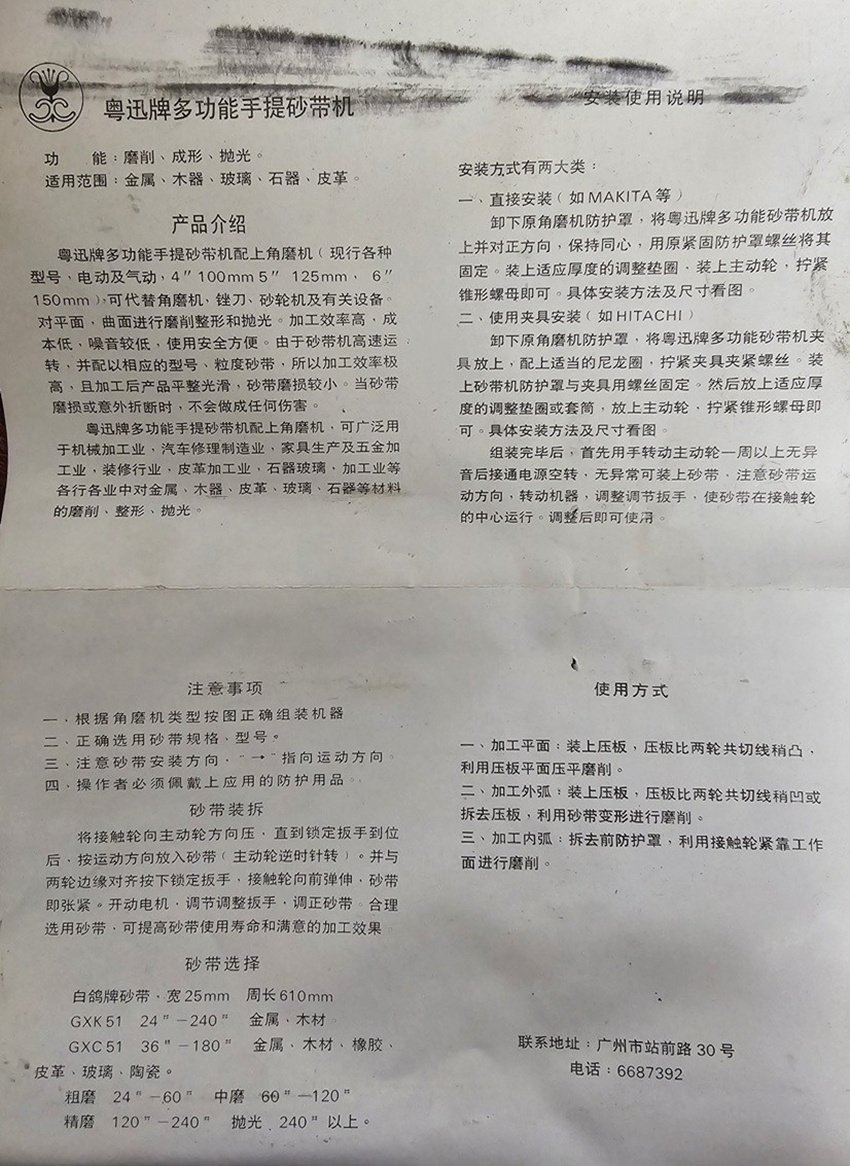 粤迅牌多功能手提砂带机
功　　能：磨削、成形、抛光。
适用范围：金属、木器、玻璃、石器、皮革。
产品介绍
粤迅牌多功能手提砂带机配上角磨机（现行各种
型号、电动及气动，4″100mm 5″ 125mm， 6″
150mm），可代替角磨机、锉刀、砂轮机及有关设备。
对平面，曲面进行磨削整形和抛光。加工效率高，成
本低，噪音较低，使用安全方便。由于砂带机高速运
转、并配以相应的型号、粒度砂带，所以加工效率极
高，且加工后产品平整光滑，砂带磨损较小。当砂带
磨损或意外折断时，不会做成任何伤害。
粤迅牌多功能手提砂带机配上角磨机，可广泛用
于机械加工业，汽车修理制造业，家具生产及五金加
工业，装修行业，皮革加工业，石器玻璃，加工业等
各行各业中对金属、木器、皮革、玻璃、石器等材料
的磨削、整形、抛光。
安装使用说明
安装方式有两大类：
一、直接安装（如MAKITA等）
卸下原角磨机防护罩，将粤迅牌多功能砂带机放
上并对正方向，保持同心，用原紧固防护罩螺丝将其
固定。装上适应厚度的调整垫圈，装上主动轮，拧紧
锥形螺母即可。具体安装方法及尺寸看图。
二、使用夹具安装（如HITACHI）
卸下原角磨机防护罩，将粤迅牌多功能砂带机夹
具放上，配上适当的尼龙圈，拧紧夹具夹紧螺丝。装
上砂带机防护罩与夹具用螺丝固定。然后放上适应厚
度的调整垫圈或套筒，放上主动轮，拧紧锥形螺母即
可。具体安装方法及尺寸看图。
组装完毕后，首先用手转动主动轮一周以上无异
音后接通电源空转，无异常可装上砂带，注意砂带运
动方向，转动机器，调整调节扳手，使砂带在接触轮
的中心运行。调整后即可使用。
注意事项
一、根据角磨机类型按图正确组装机器
二、正确选用砂带规格、型号。
三、注意砂带安装方向，“→”指向运动方向。
四、操作者必须佩戴上应用的防护用品。
砂带装拆
将接触轮向主动轮方向压，直到锁定扳手到位
后，按运动方向放入砂带（主动轮逆时针转）。并与
两轮边缘对齐按下锁定扳手，接触轮向前弹伸，砂带
即张紧。开动电机，调节调整扳手，调正砂带。合理
选用砂带，可提高砂带使用寿命和满意的加工效果
砂带选择
白鸽牌砂带，宽25mm　周长610mm
GXK51　24″－240″　金属、木材
GXC51　36″－180″　金属、木材、橡胶、
皮革、玻璃、陶瓷。
粗磨　24″－60″　中磨　60″－120″
精磨　120″－240″　抛光　240″以上。
使用方式
一、加工平面：装上压板，压板比两轮共切线稍凸，
利用压板平面压平磨削。
二、加工外弧：装上压板，压板比两轮共切线稍凹或
拆去压板，利用砂带变形进行磨削。
三、加工内弧：拆去前防护罩，利用接触轮紧靠工作
面进行磨削。
联系地址：广州市站前路30号
电话：6687392